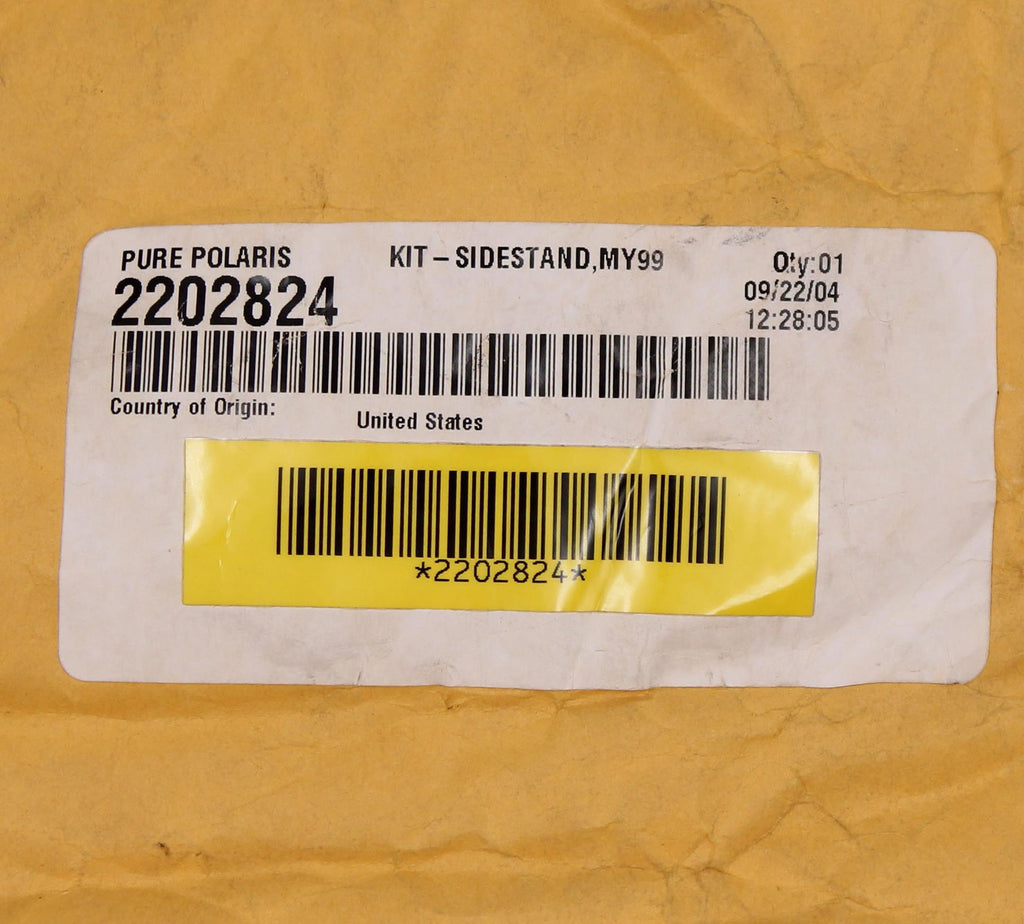 PURE POLARIS KIT – SIDESTAND,MY99 Qty:01
2202824 09/22/04
12:28:05
Country of Origin: United States
*2202824*